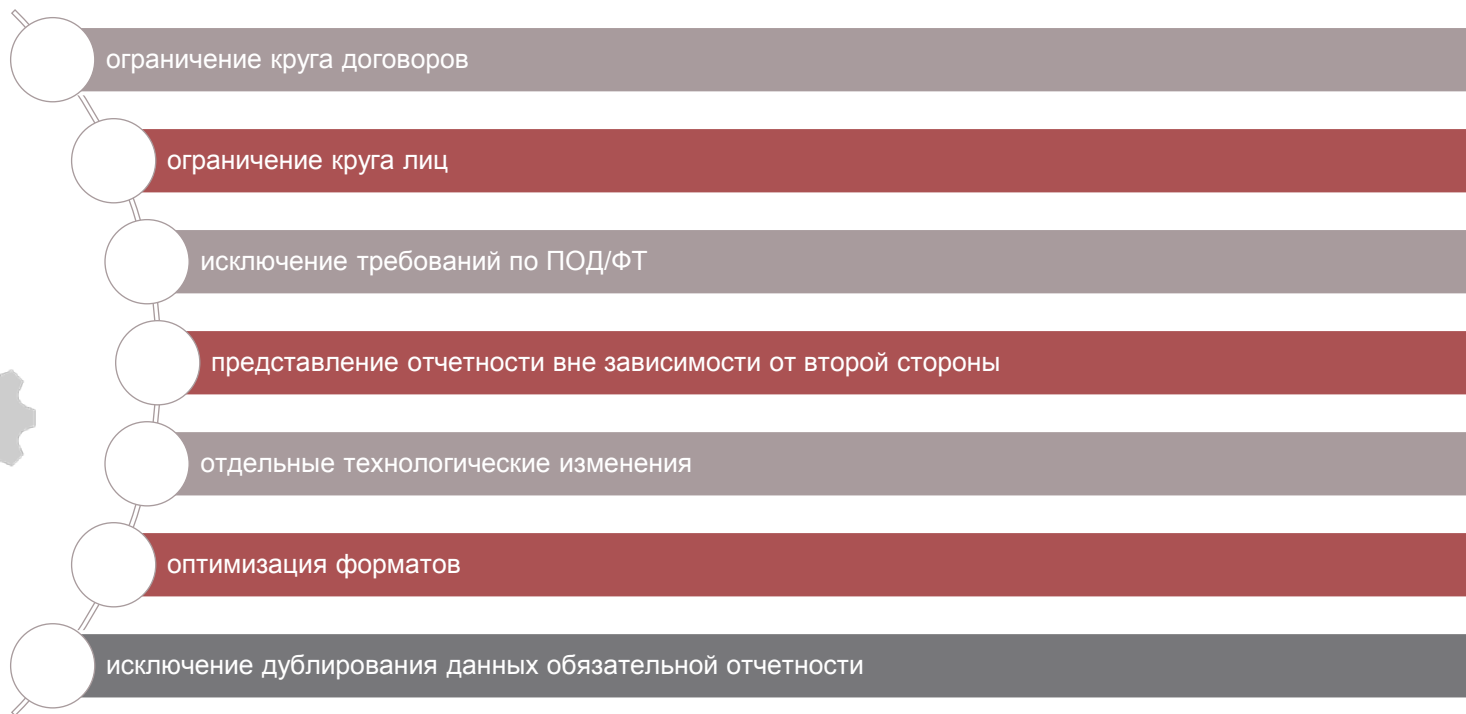 ограничение круга договоров
ограничение круга лиц
исключение требований по ПОД/ФТ
представление отчетности вне зависимости от второй стороны
отдельные технологические изменения
оптимизация форматов
исключение дублирования данных обязательной отчетности